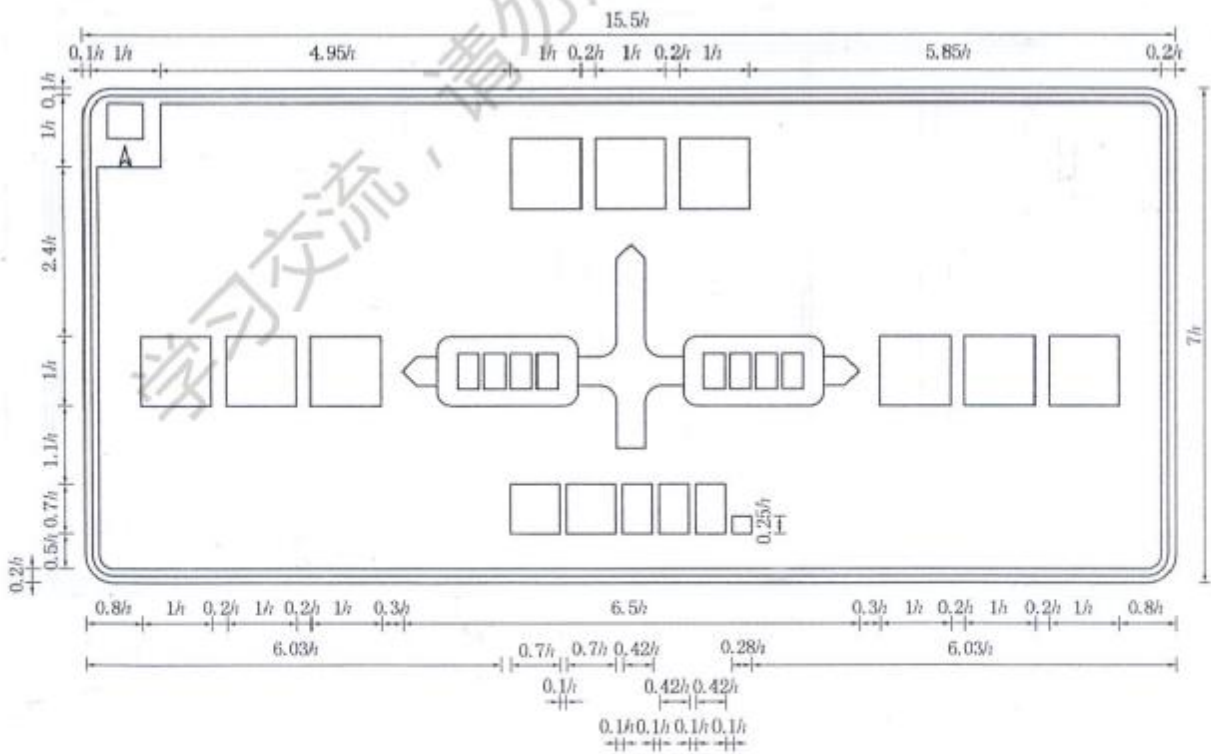 15.5h
0.1h 1h 4.95h 1h 0.2h 1h 0.2h 1h 5.85h 0.2h
0.1h
1h
2.4h
1h
1.1h
0.7h
0.5h
0.2h
7h
0.25h
学习交流,请勿
0.8h 1h 0.2h 1h 0.2h 1h 0.3h 6.5h 0.3h 1h 0.2h 1h 0.2h 1h 0.8h
6.03h 0.7h 0.7h 0.42h 0.28h 6.03h
0.1h 0.42h 0.42h
0.1h 0.1h 0.1h 0.1h